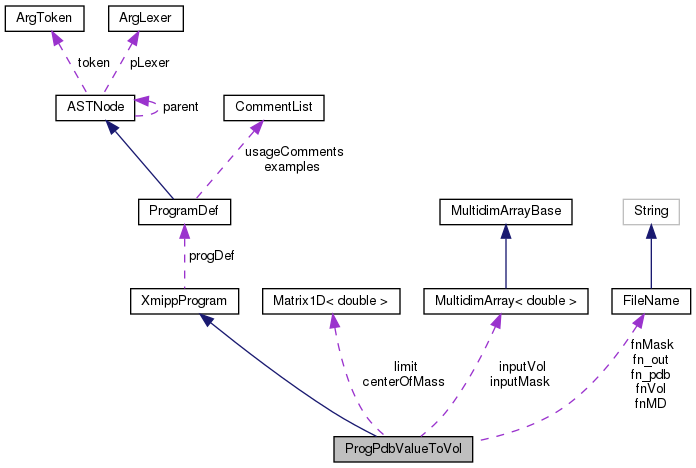 ArgToken
ArgLexer
token
pLexer
ASTNode
parent
CommentList
usageComments
examples
ProgramDef
MultidimArrayBase
String
progDef
XmippProgram
Matrix1D< double >
MultidimArray< double >
FileName
limit
centerOfMass
inputVol
inputMask
fnMask
fn_out
fn_pdb
fnVol
fnMD
ProgPdbValueToVol